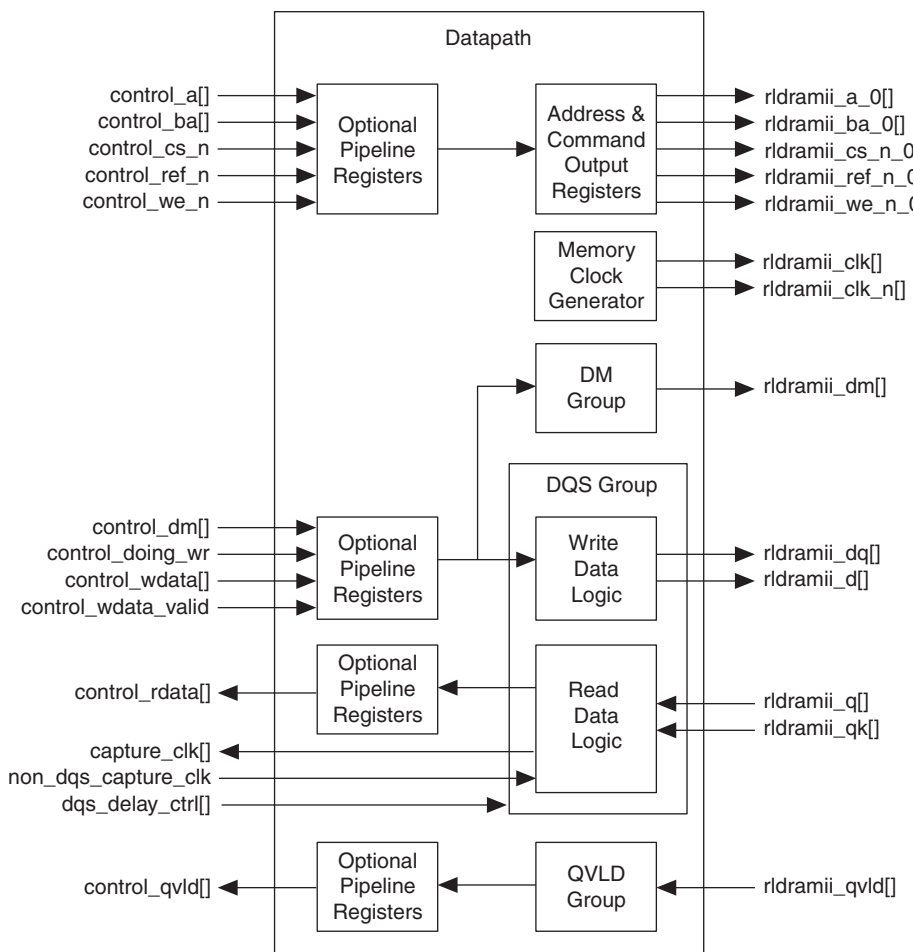 Datapath
control_a[]
control_ba[]
control_cs_n
control_ref_n
control_we_n
Optional
Pipeline
Registers
Address &
Command
Output
Registers
rldramii_a_0[]
rldramii_ba_0[]
rldramii_cs_n_0
rldramii_ref_n_0
rldramii_we_n_0
Memory
Clock
Generator
rldramii_clk[]
rldramii_clk_n[]
DM
Group
rldramii_dm[]
DQS Group
control_dm[]
control_doing_wr
control_wdata[]
control_wdata_valid
Optional
Pipeline
Registers
Write
Data
Logic
rldramii_dq[]
rldramii_d[]
control_rdata[]
Optional
Pipeline
Registers
Read
Data
Logic
rldramii_q[]
rldramii_qk[]
capture_clk[]
non_dqs_capture_clk
dqs_delay_ctrl[]
control_qvld[]
Optional
Pipeline
Registers
QVLD
Group
rldramii_qvld[]